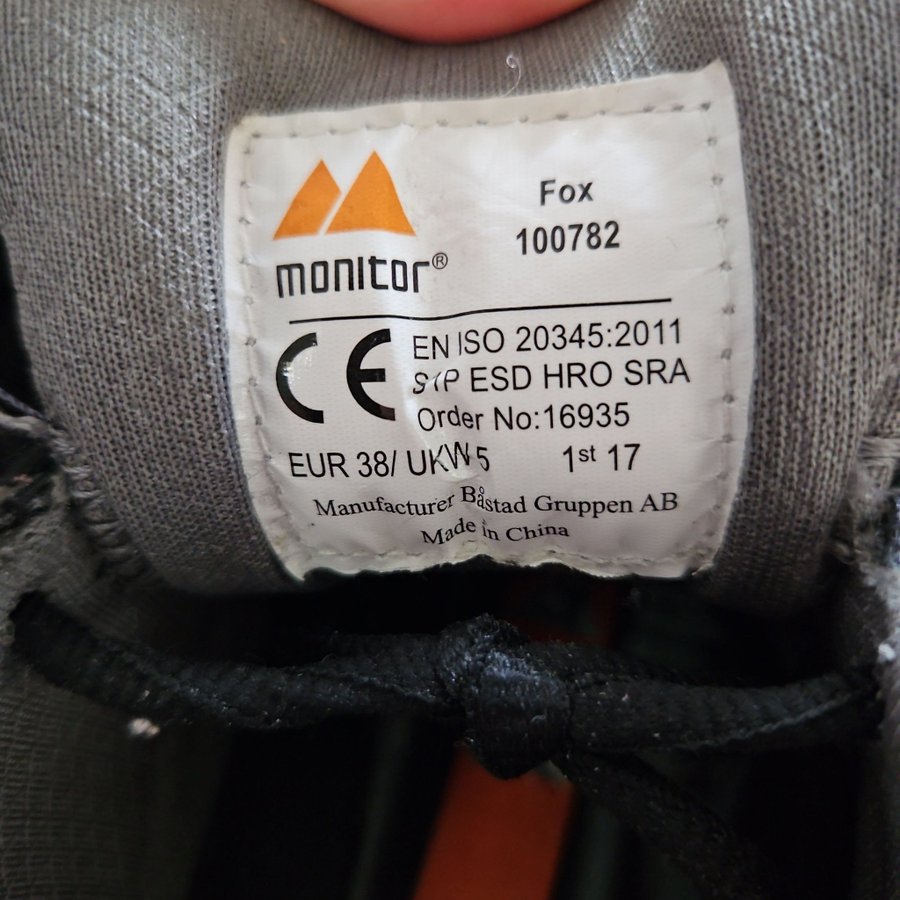 Fox
100782
monitor®
CE
EN ISO 20345:2011
S1P ESD HRO SRA
Order No:16935
EUR 38/ UKW 5 1st 17
Manufacturer Båstad Gruppen AB
Made in China